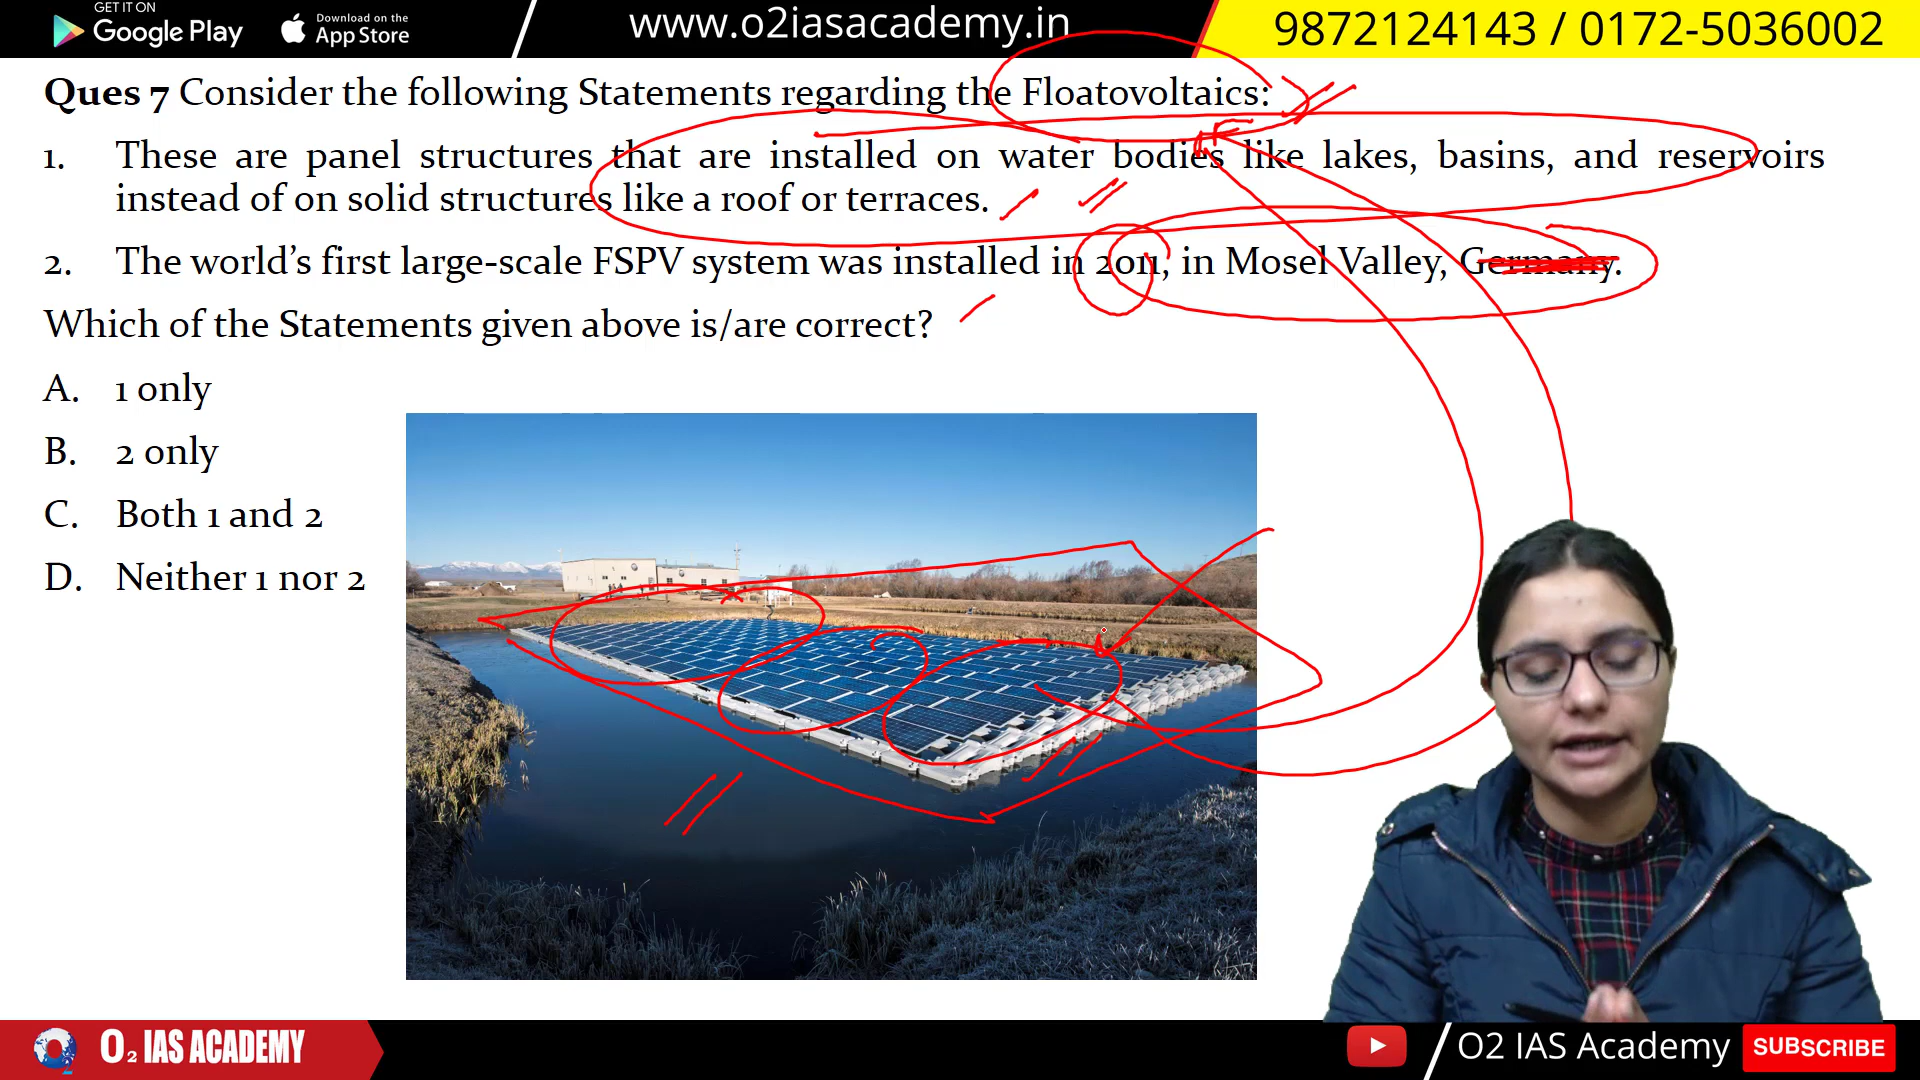 GET IT ON
Google Play
Download on the
App Store
www.o2iasacademy.in
9872124143 / 0172-5036002
Ques 7 Consider the following Statements regarding the Floatovoltaics:
1. These are panel structures that are installed on water bodies like lakes, basins, and reservoirs
instead of on solid structures like a roof or terraces.
2. The world's first large-scale FSPV system was installed in 2011, in Mosel Valley, Germany.
Which of the Statements given above is/are correct?
A. 1 only
B. 2 only
C. Both 1 and 2
D. Neither 1 nor 2
O2 IAS ACADEMY
O2 IAS Academy
SUBSCRIBE